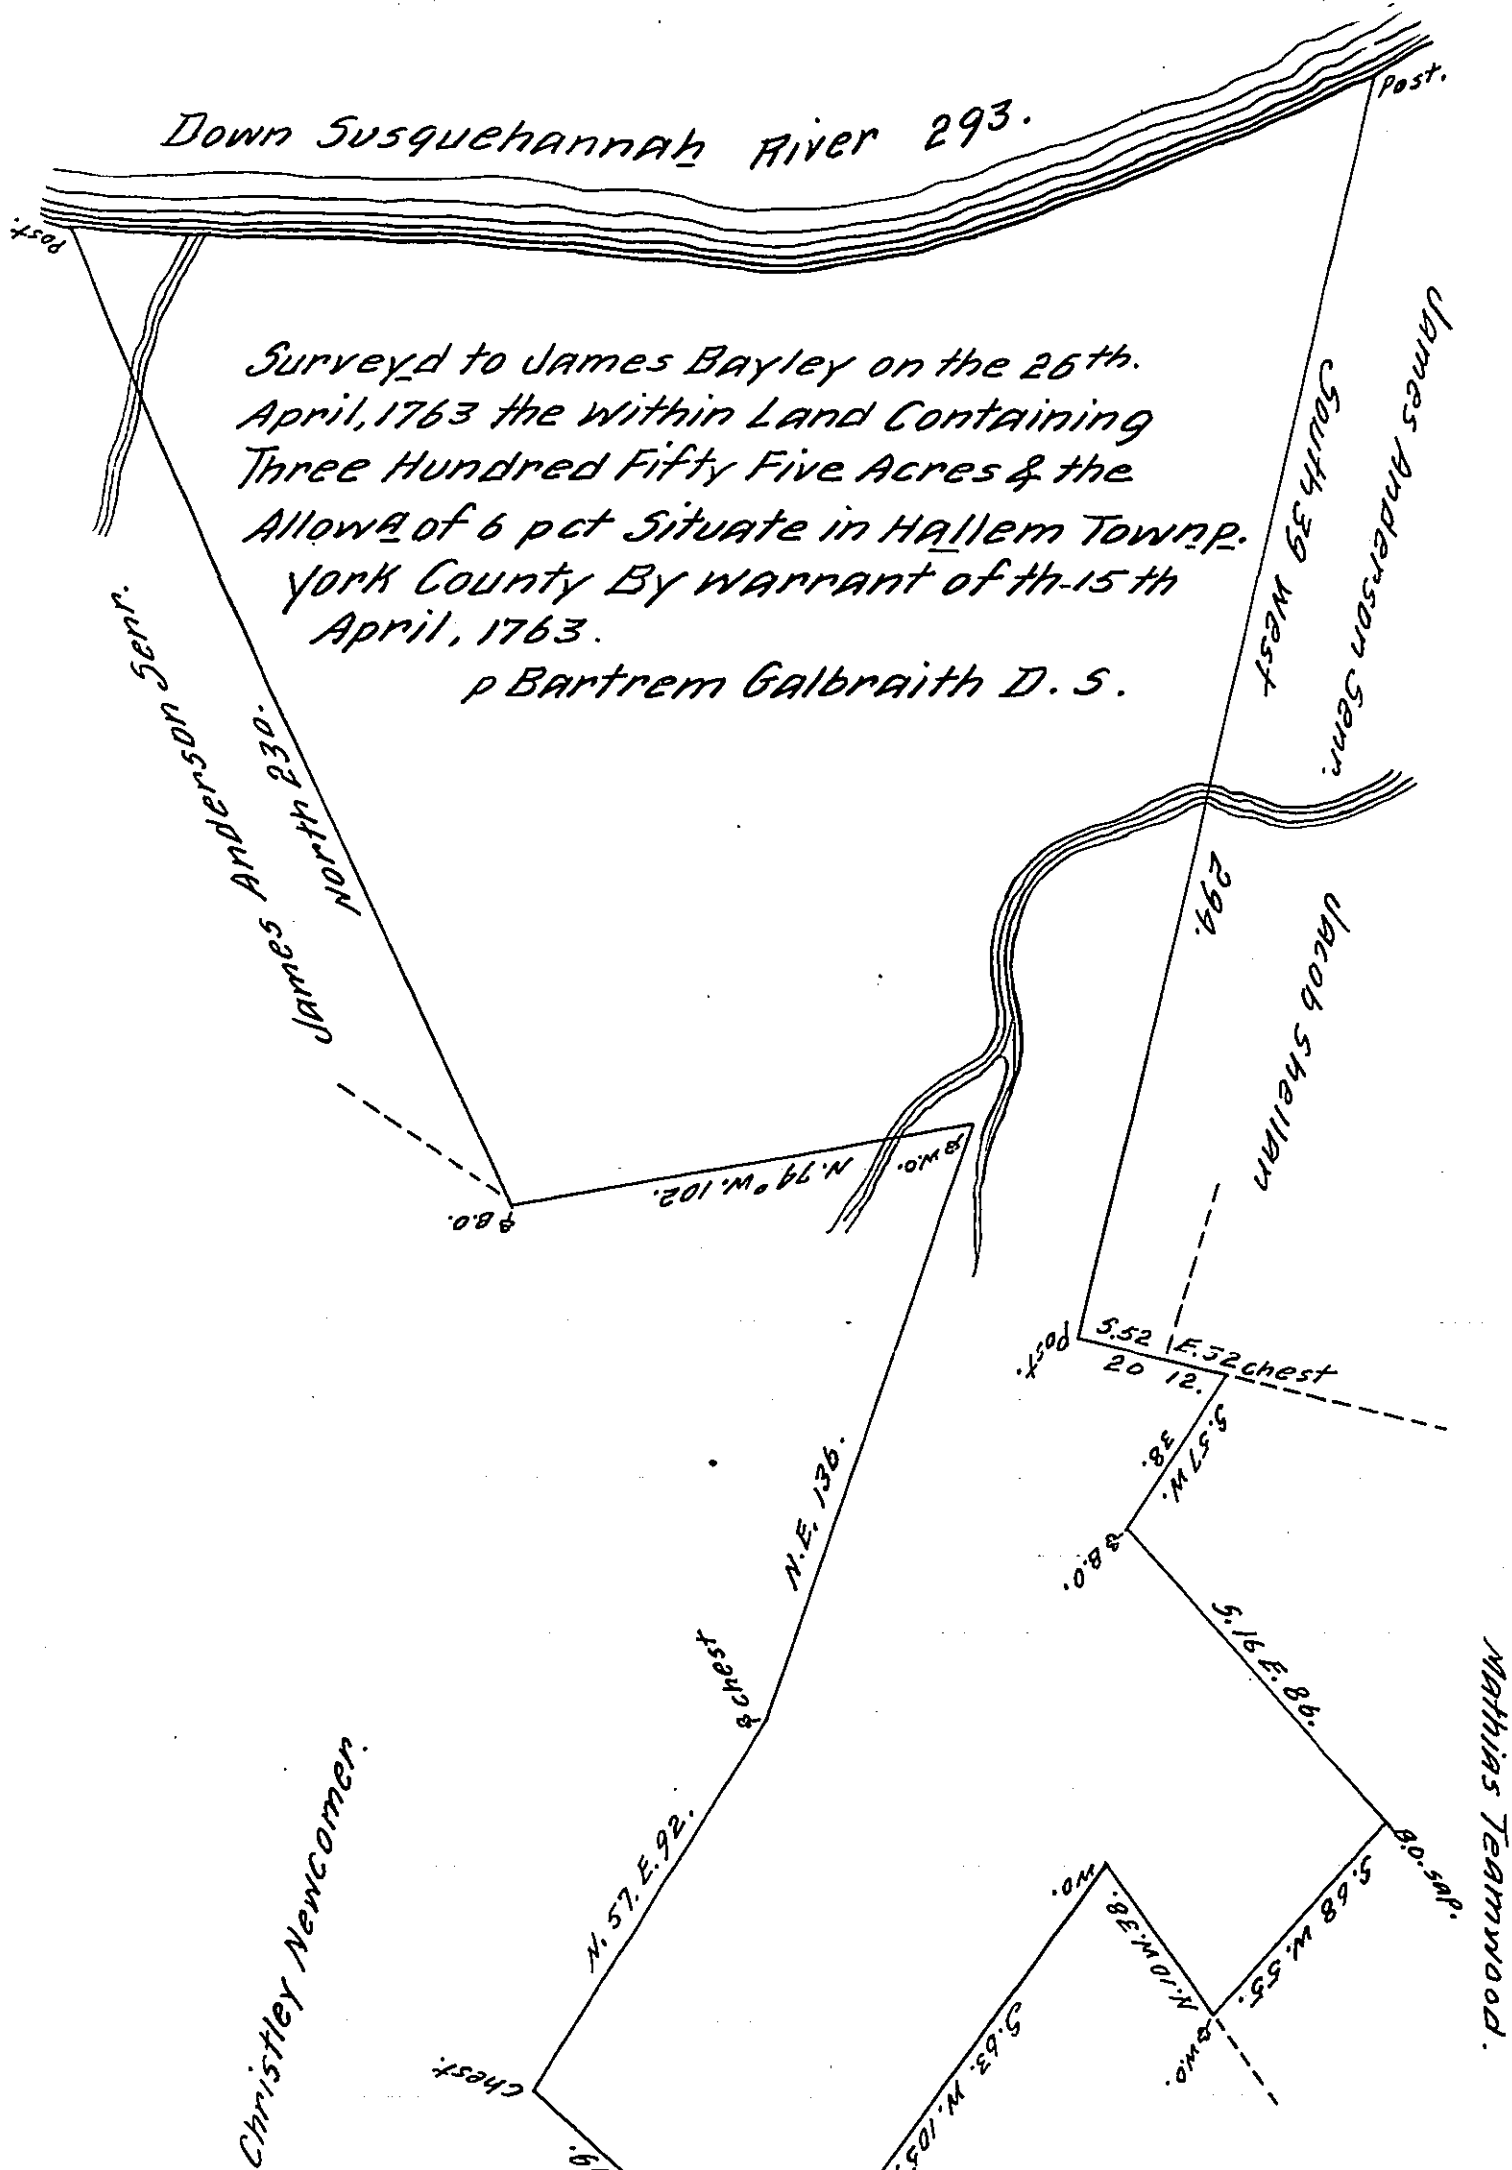 Down Susquehannah River 293.
Post.
Post.
Survey,d to James Bayley on the 26th.
April, 1763 the Within Land Containing
Three Hundred Fifty Five Acres & the
Allowa of 6 pct Situate in Hallem Townp.
York County By Warrant of th-15th
April, 1763.
p Bartrem Galbraith D. S.
James Anderson Senr.
South 39 West
294.
James Anderson Senr.
North 230.
Jacob Shellan
B.O.
N. 74° W. 102.
W.O.
Post.
S. 52 E. 32 chest
20 12.
S. 57 W.
38.
B.O.
N.E. 136.
chest
S. 16 E. 86.
Mathias Teamwood.
B.O. sap.
S. 68 W. 55.
W.O.
N. 10 W. 38.
W.O.
N. 57. E. 92.
Christley Newcomer.
Chest.
S. 63. W. 105.